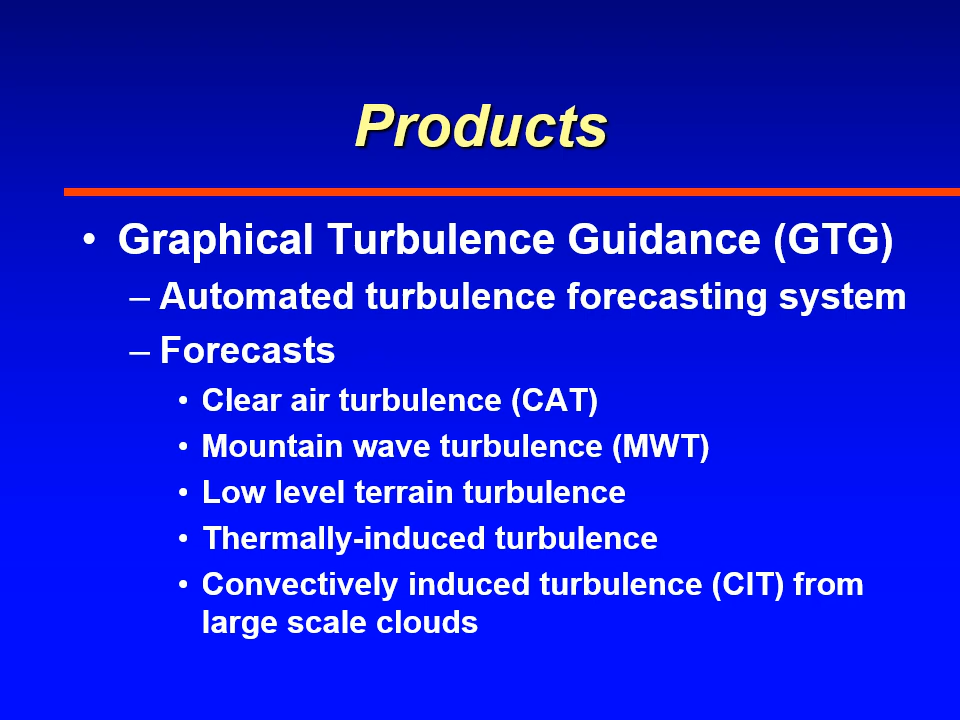 Products
• Graphical Turbulence Guidance (GTG)
– Automated turbulence forecasting system
– Forecasts
• Clear air turbulence (CAT)
• Mountain wave turbulence (MWT)
• Low level terrain turbulence
• Thermally-induced turbulence
• Convectively induced turbulence (CIT) from
large scale clouds